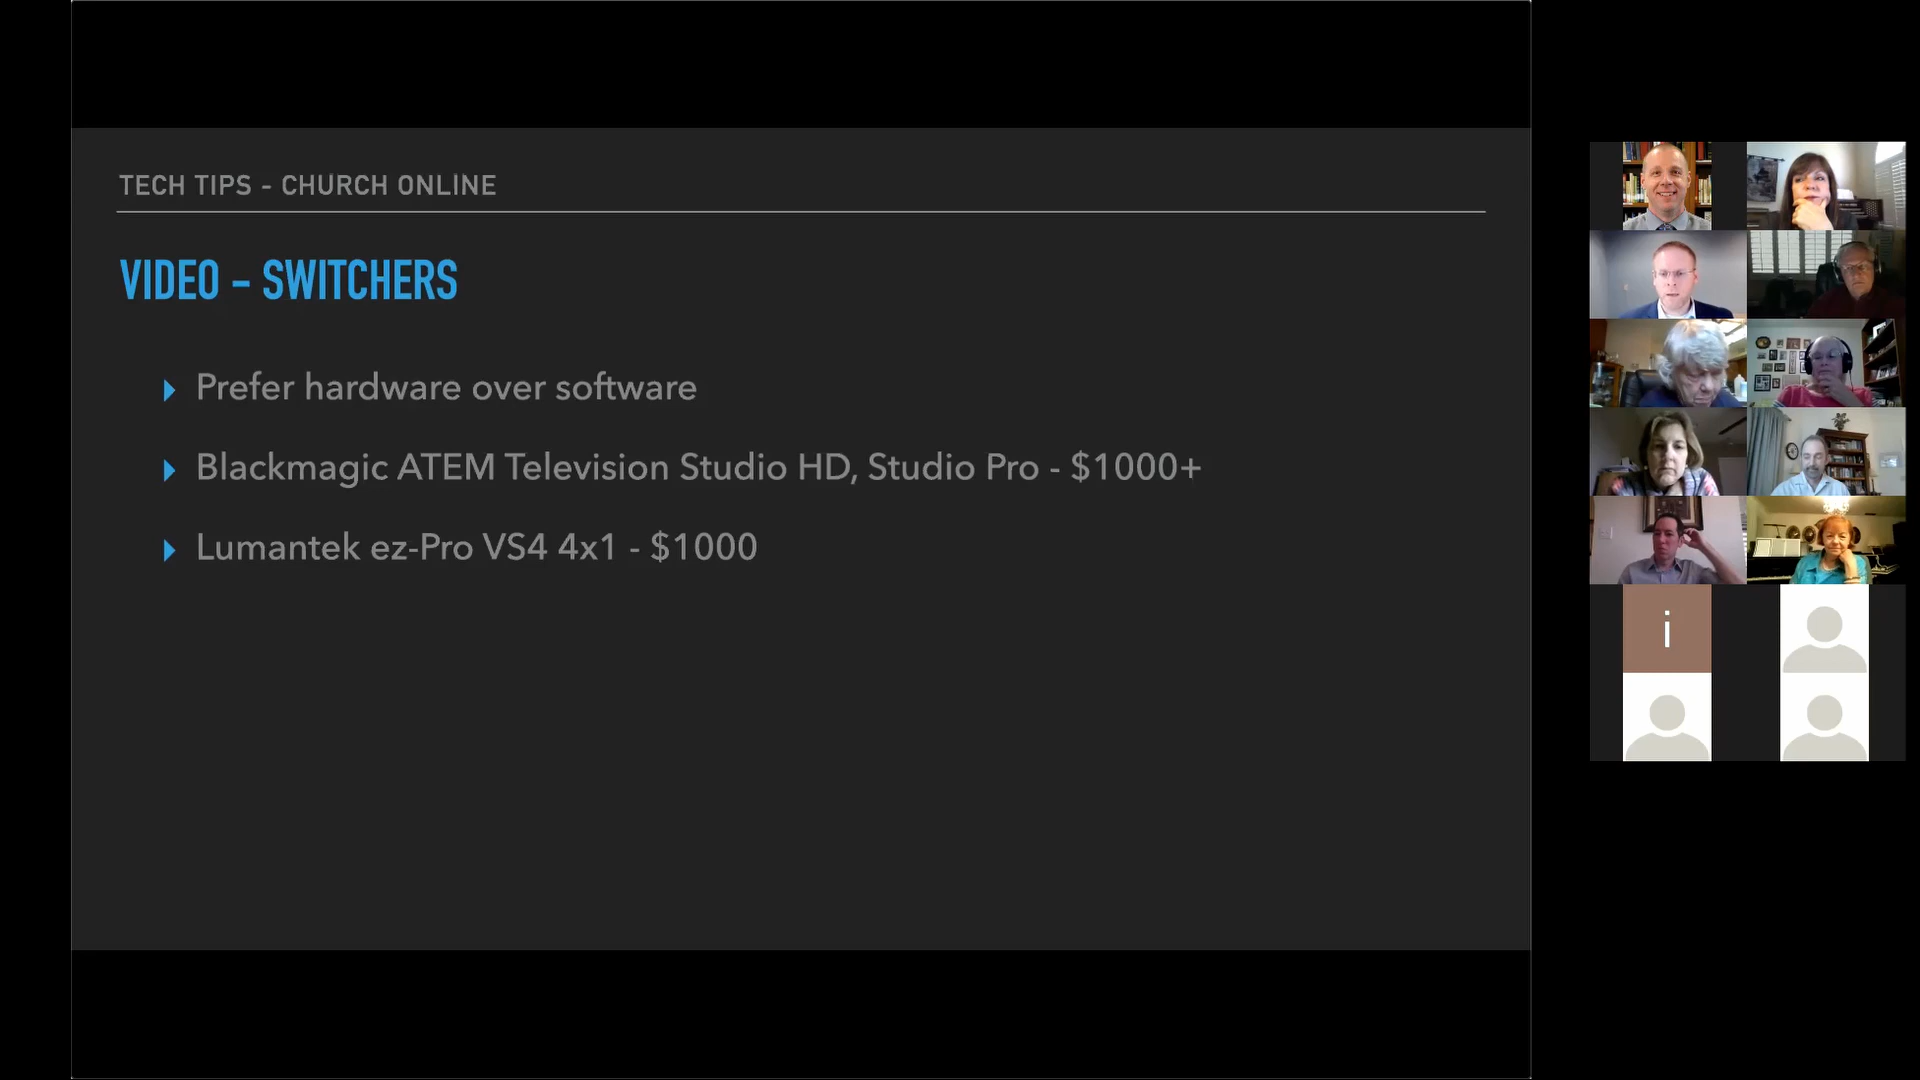 TECH TIPS - CHURCH ONLINE
VIDEO – SWITCHERS
Prefer hardware over software
Blackmagic ATEM Television Studio HD, Studio Pro - $1000+
Lumantek ez-Pro VS4 4x1 - $1000
i